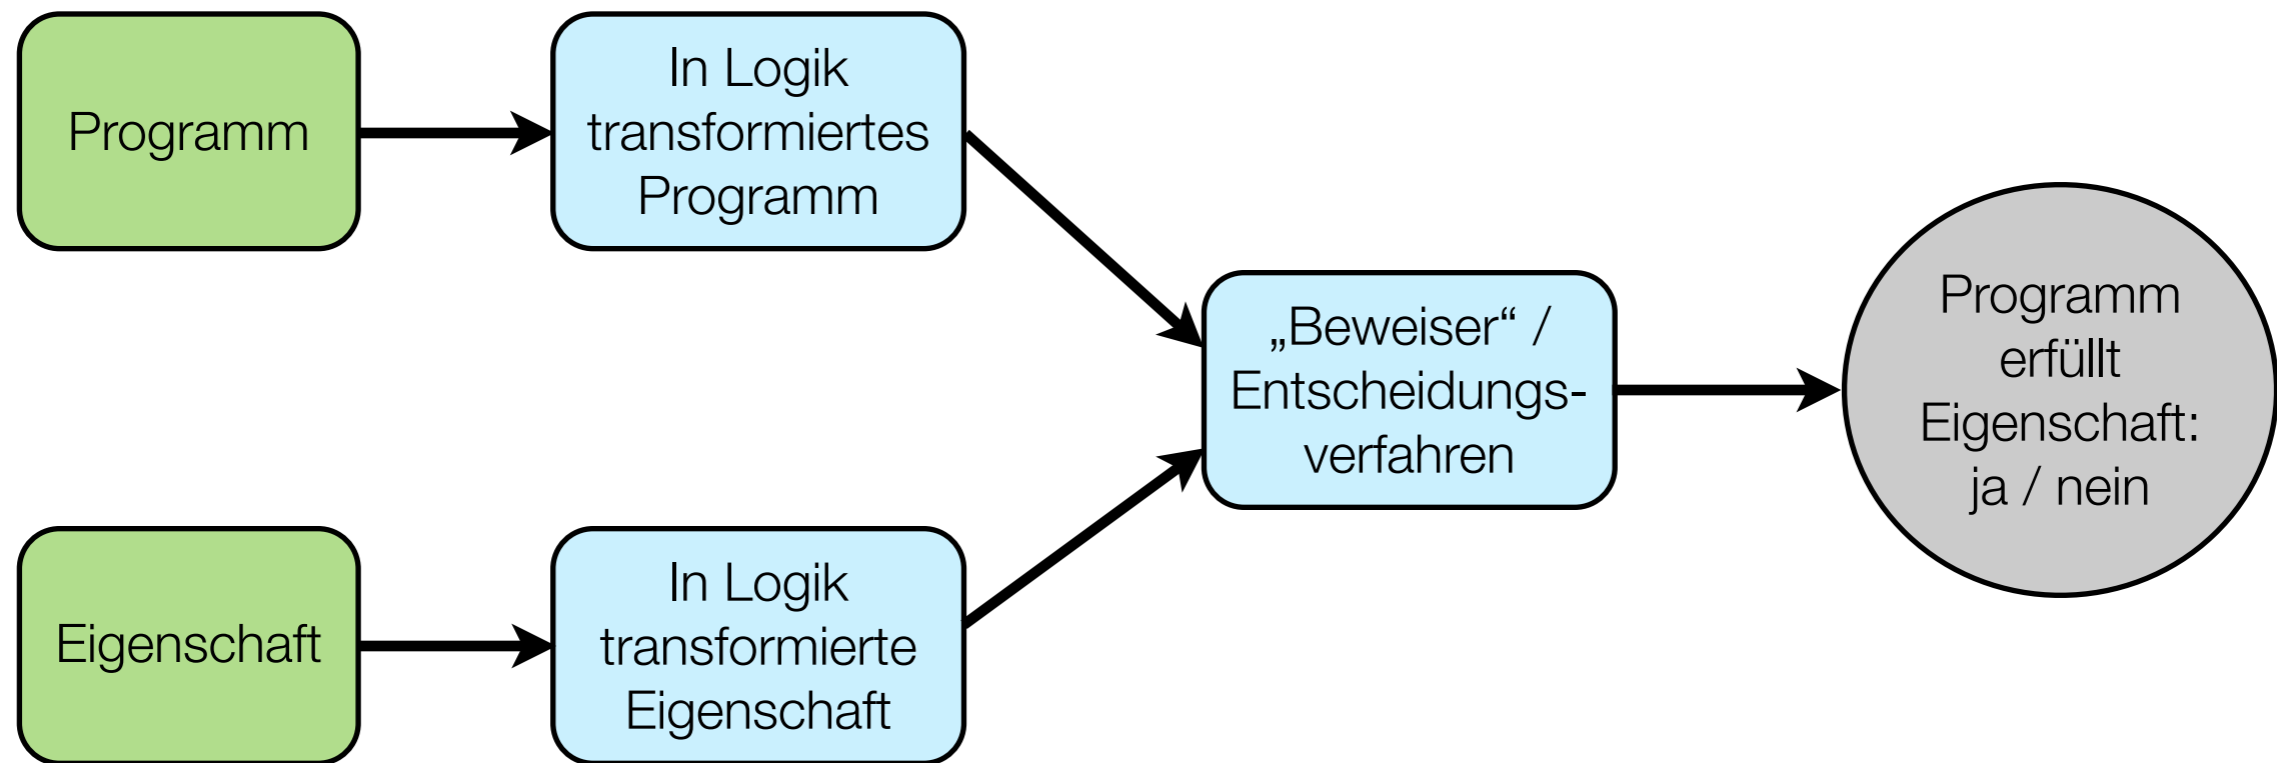 Programm
In Logik
transformiertes
Programm
„Beweiser“ /
Entscheidungs-
verfahren
Programm
erfüllt
Eigenschaft:
ja / nein
Eigenschaft
In Logik
transformierte
Eigenschaft